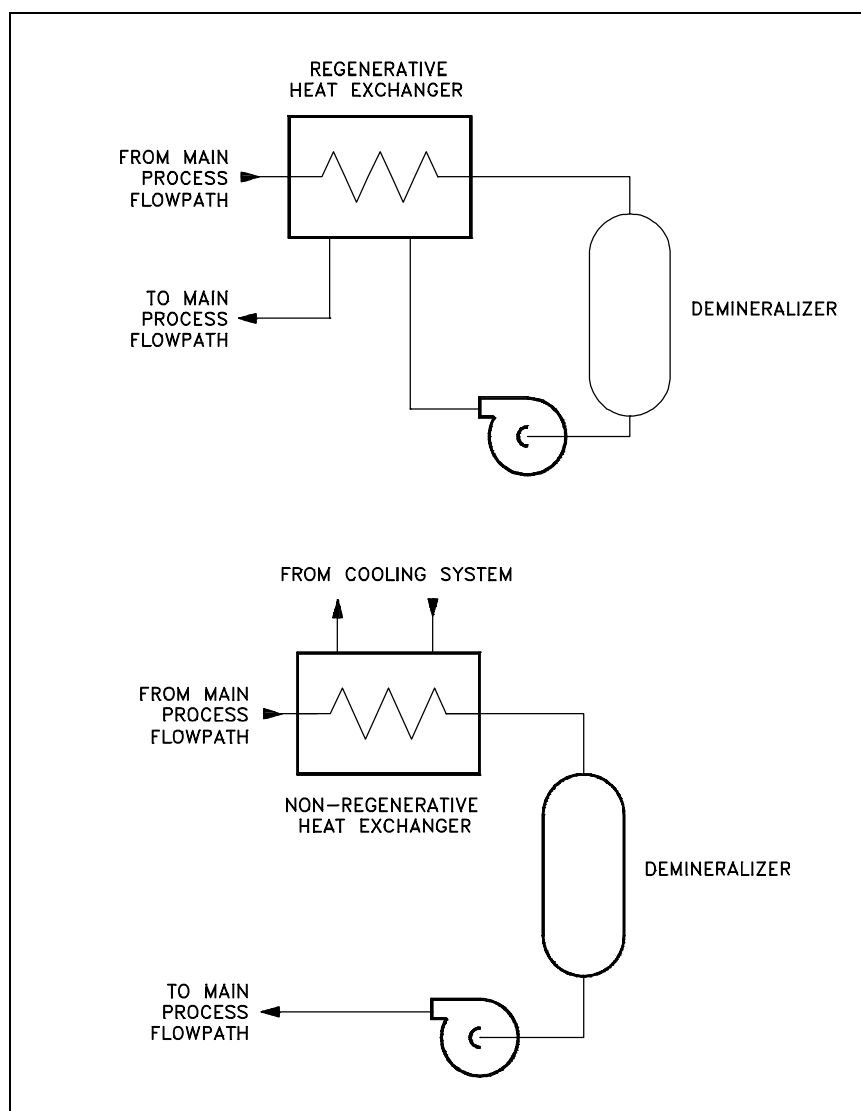 REGENERATIVE
HEAT EXCHANGER
FROM MAIN
PROCESS
FLOWPATH
TO MAIN
PROCESS
FLOWPATH
DEMINERALIZER
FROM COOLING SYSTEM
FROM MAIN
PROCESS
FLOWPATH
NON-REGENERATIVE
HEAT EXCHANGER
DEMINERALIZER
TO MAIN
PROCESS
FLOWPATH